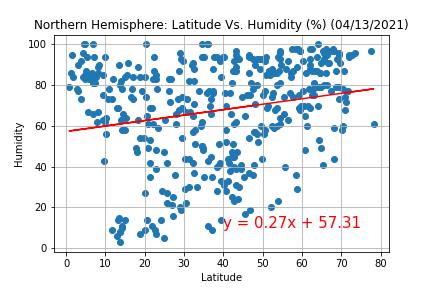 Northern Hemisphere: Latitude Vs. Humidity (%) (04/13/2021)
100
80
60
40
20
0
Humidity
y = 0.27x + 57.31
0 10 20 30 40 50 60 70 80
Latitude